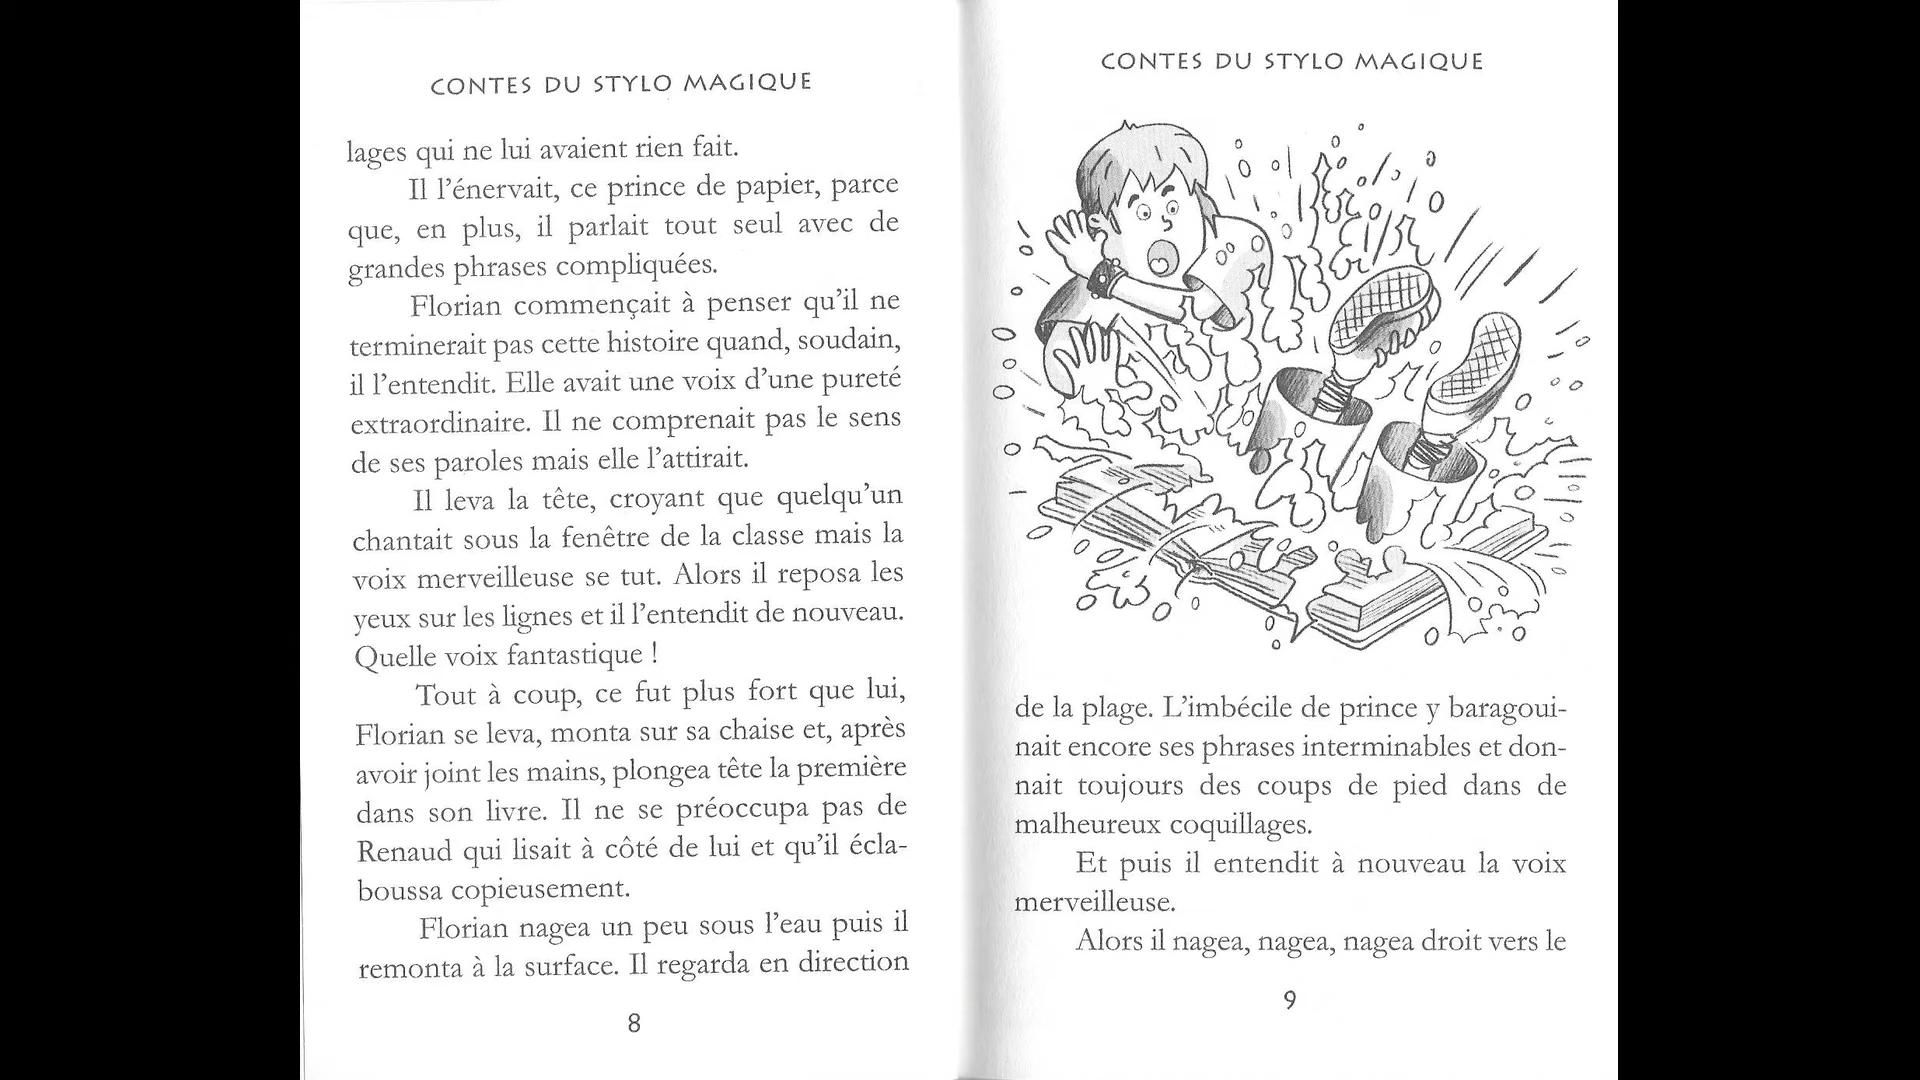 CONTES DU STYLO MAGIQUE
lages qui ne lui avaient rien fait.
Il l'énervait, ce prince de papier, parce
que, en plus, il parlait tout seul avec de
grandes phrases compliquées.
Florian commençait à penser qu'il ne
terminerait pas cette histoire quand, soudain,
il l'entendit. Elle avait une voix d'une pureté
extraordinaire. Il ne comprenait pas le sens
de ses paroles mais elle l'attirait.
Il leva la tête, croyant que quelqu'un
chantait sous la fenêtre de la classe mais la
voix merveilleuse se tut. Alors il reposa les
yeux sur les lignes et il l'entendit de nouveau.
Quelle voix fantastique !
Tout à coup, ce fut plus fort que lui,
Florian se leva, monta sur sa chaise et, après
avoir joint les mains, plongea tête la première
dans son livre. Il ne se préoccupa pas de
Renaud qui lisait à côté de lui et qu'il écla-
boussa copieusement.
Florian nagea un peu sous l'eau puis il
remonta à la surface. Il regarda en direction
8
CONTES DU STYLO MAGIQUE
de la plage. L'imbécile de prince y baragoui-
nait encore ses phrases interminables et don-
nait toujours des coups de pied dans de
malheureux coquillages.
Et puis il entendit à nouveau la voix
merveilleuse.
Alors il nagea, nagea, nagea droit vers le
9